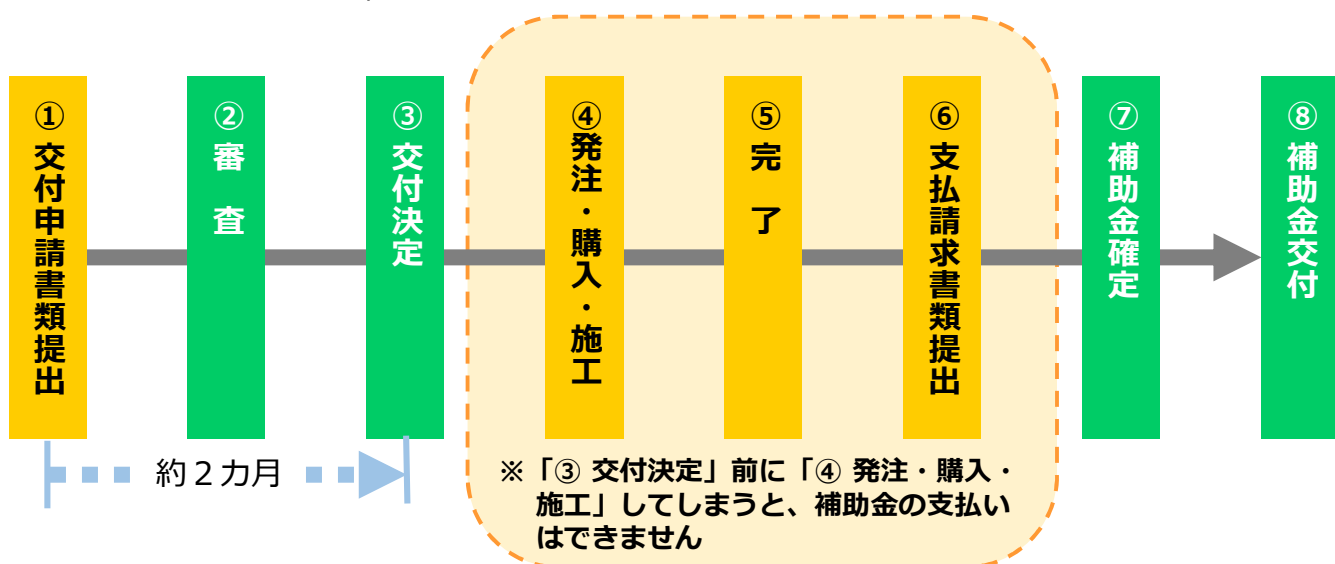 ①交付申請書類提出
②審査
③交付決定
④発注・購入・施工
⑤完了
⑥支払請求書類提出
⑦補助金確定
⑧補助金交付
約２カ月
※「③ 交付決定」前に「④ 発注・購入・
施工」してしまうと、補助金の支払い
はできません